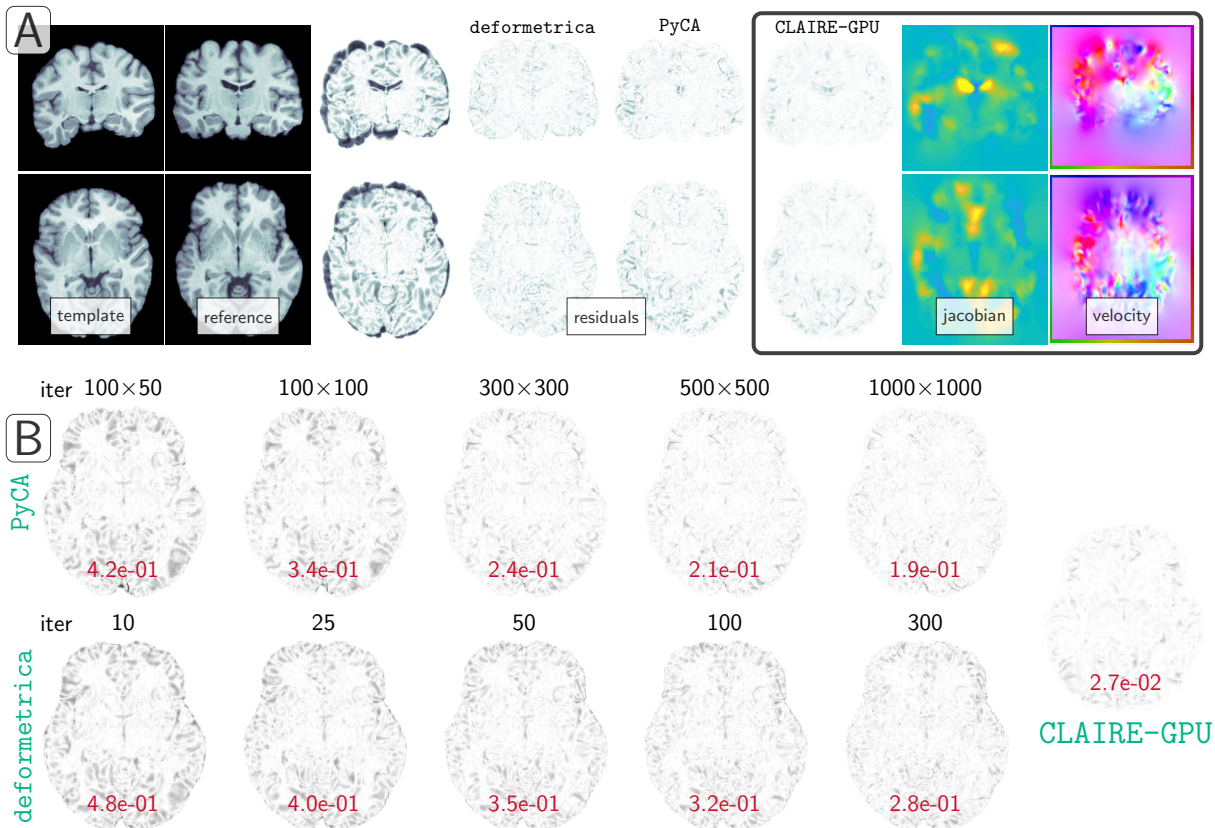 A
deformetrica PyCA CLAIRE-GPU
template reference residuals jacobian velocity
B
iter 100×50 100×100 300×300 500×500 1000×1000
PyCA
4.2e-01 3.4e-01 2.4e-01 2.1e-01 1.9e-01
iter 10 25 50 100 300
deformetrica
4.8e-01 4.0e-01 3.5e-01 3.2e-01 2.8e-01
2.7e-02
CLAIRE-GPU